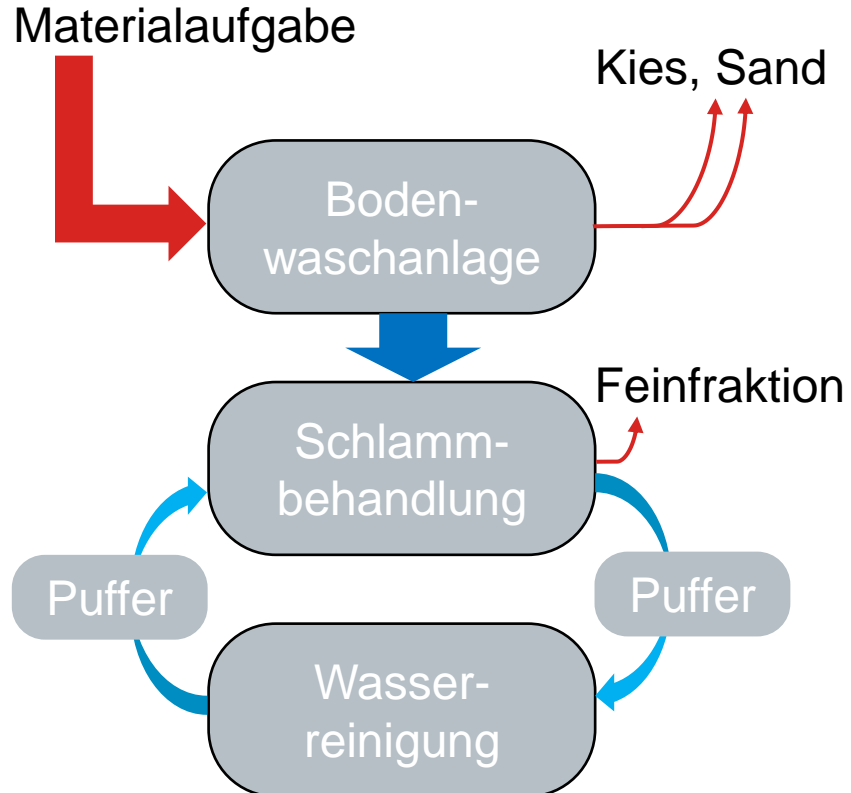 Materialaufgabe
Kies, Sand
Boden-
waschanlage
Feinfraktion
Schlamm-
behandlung
Puffer
Puffer
Wasser-
reinigung